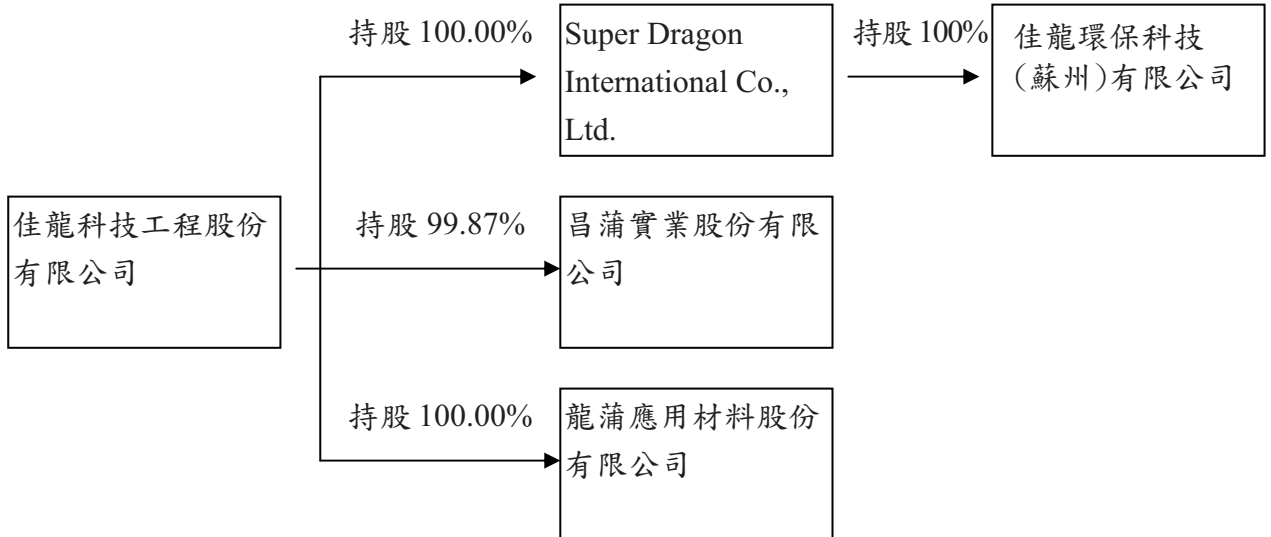 持股 100.00%
Super Dragon
International Co.,
Ltd.
持股 100%
佳龍環保科技
(蘇州)有限公司
佳龍科技工程股份
有限公司
持股 99.87%
昌蒲實業股份有限
公司
持股 100.00%
龍蒲應用材料股份
有限公司